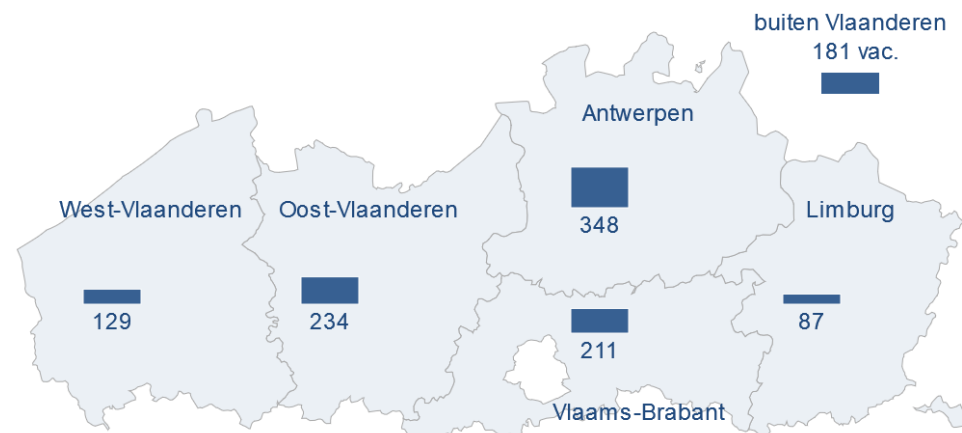 buiten Vlaanderen
181 vac.
Antwerpen
348
West-Vlaanderen
129
Oost-Vlaanderen
234
Limburg
87
211
Vlaams-Brabant